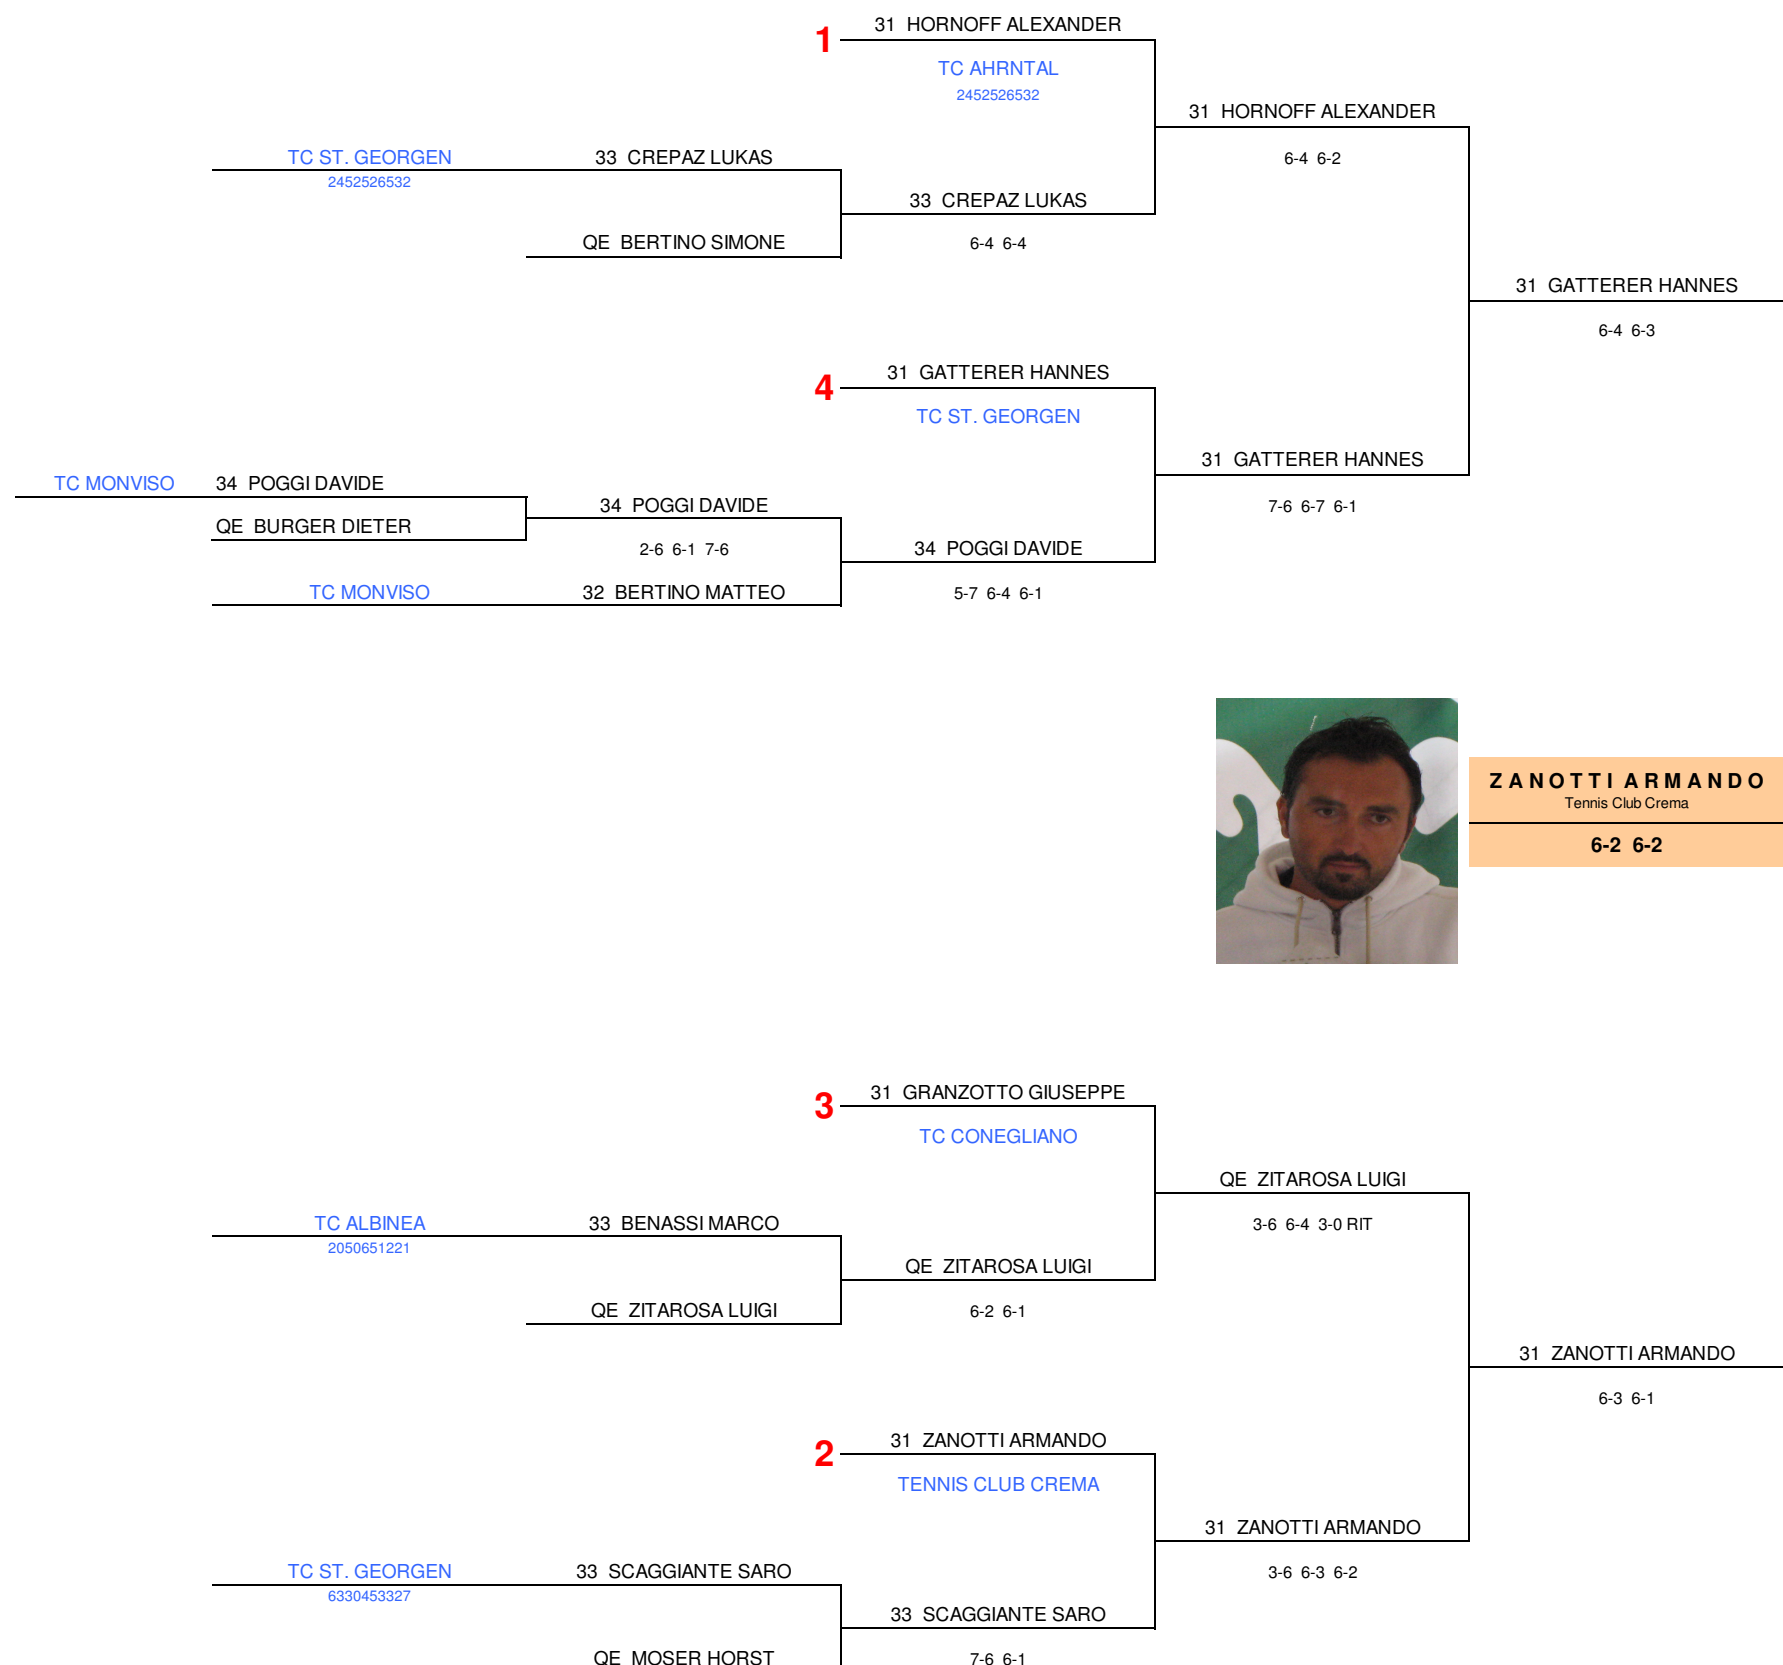 31 HORNOFF ALEXANDER
1
TC AHRNTAL
2452526532
31 HORNOFF ALEXANDER
TC ST. GEORGEN 33 CREPAZ LUKAS
6-4 6-2
2452526532
33 CREPAZ LUKAS
QE BERTINO SIMONE
6-4 6-4
31 GATTERER HANNES
6-4 6-3
31 GATTERER HANNES
4
TC ST. GEORGEN
31 GATTERER HANNES
TC MONVISO 34 POGGI DAVIDE
34 POGGI DAVIDE
7-6 6-7 6-1
QE BURGER DIETER
2-6 6-1 7-6
34 POGGI DAVIDE
TC MONVISO 32 BERTINO MATTEO
5-7 6-4 6-1
ZANOTTI ARMANDO
Tennis Club Crema
6-2 6-2
31 GRANZOTTO GIUSEPPE
3
TC CONEGLIANO
QE ZITAROSA LUIGI
TC ALBINEA 33 BENASSI MARCO
3-6 6-4 3-0 RIT
2050651221
QE ZITAROSA LUIGI
QE ZITAROSA LUIGI
6-2 6-1
31 ZANOTTI ARMANDO
6-3 6-1
31 ZANOTTI ARMANDO
2
TENNIS CLUB CREMA
31 ZANOTTI ARMANDO
TC ST. GEORGEN 33 SCAGGIANTE SARO
3-6 6-3 6-2
6330453327
33 SCAGGIANTE SARO
QE MOSER HORST
7-6 6-1